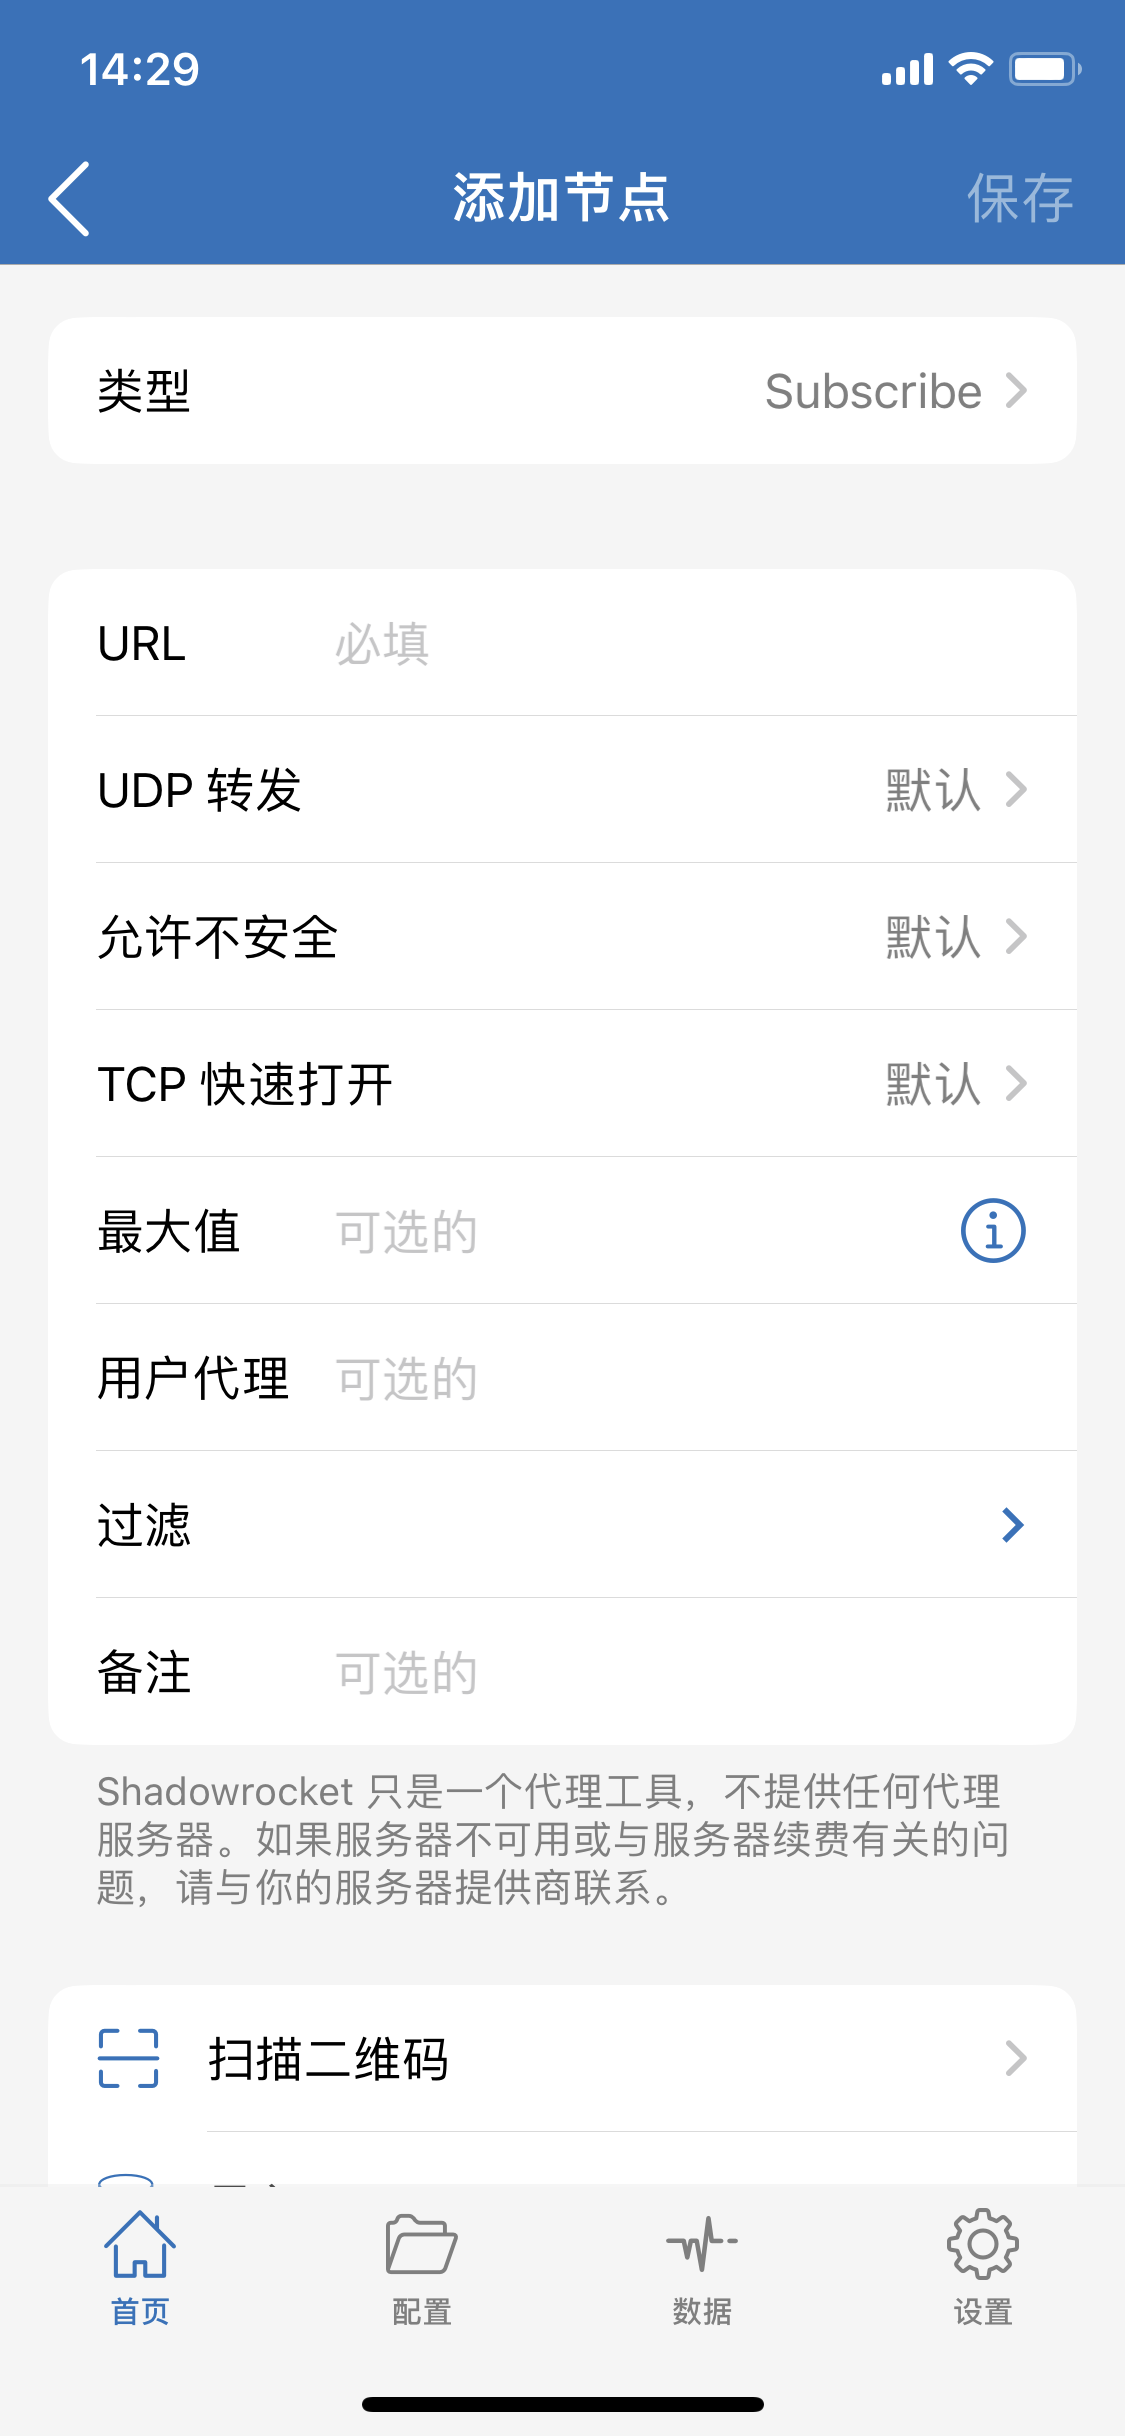 14:29
添加节点
保存
类型
Subscribe
URL
必填
UDP 转发
默认
允许不安全
默认
TCP 快速打开
默认
最大值
可选的
用户代理
可选的
过滤
备注
可选的
Shadowrocket 只是一个代理工具，不提供任何代理
服务器。如果服务器不可用或与服务器续费有关的问
题，请与你的服务器提供商联系。
扫描二维码
首页
配置
数据
设置